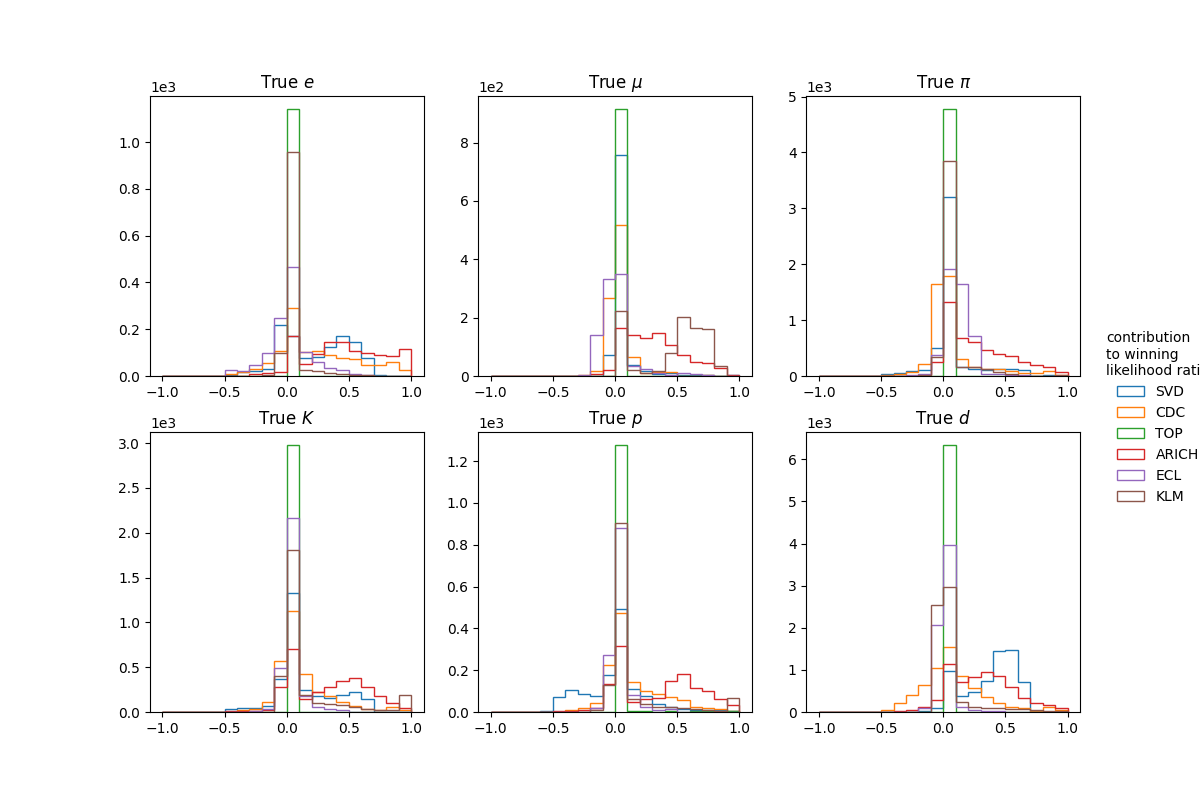 True e
1e3
1.0
0.8
0.6
0.4
0.2
0.0
−1.0 −0.5 0.0 0.5 1.0
True μ
1e2
8
6
4
2
0
−1.0 −0.5 0.0 0.5 1.0
True π
1e3
5
4
3
2
1
0
−1.0 −0.5 0.0 0.5 1.0
True K
1e3
3.0
2.5
2.0
1.5
1.0
0.5
0.0
−1.0 −0.5 0.0 0.5 1.0
True p
1e3
1.2
1.0
0.8
0.6
0.4
0.2
0.0
−1.0 −0.5 0.0 0.5 1.0
True d
1e3
6
5
4
3
2
1
0
−1.0 −0.5 0.0 0.5 1.0
contribution
to winning
likelihood rati
SVD
CDC
TOP
ARICH
ECL
KLM